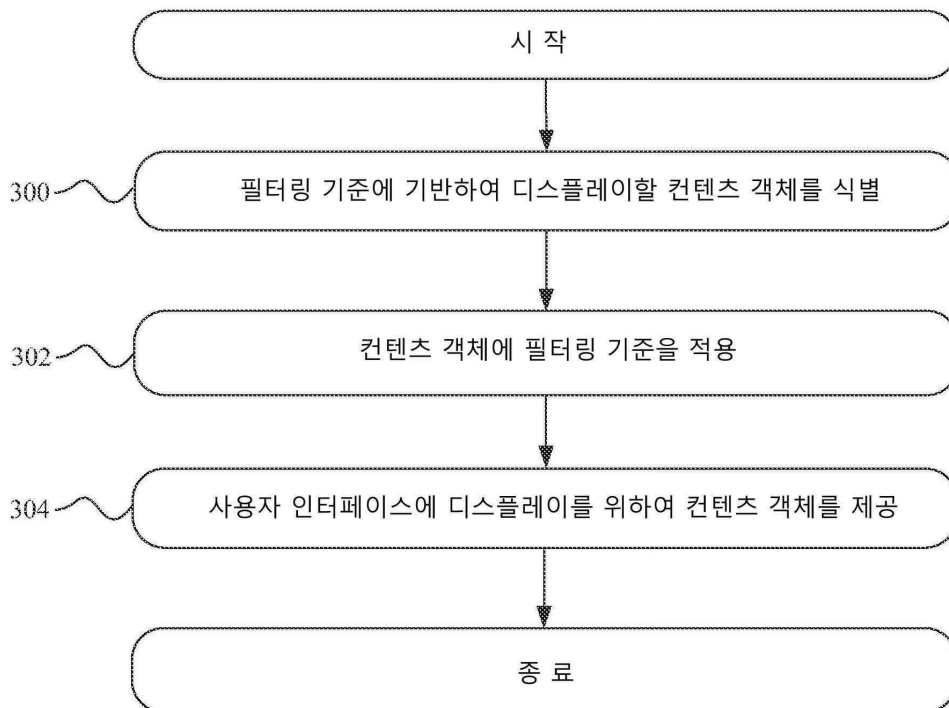 시 작
300 필터링 기준에 기반하여 디스플레이할 컨텐츠 객체를 식별
302 컨텐츠 객체에 필터링 기준을 적용
304 사용자 인터페이스에 디스플레이를 위하여 컨텐츠 객체를 제공
종 료